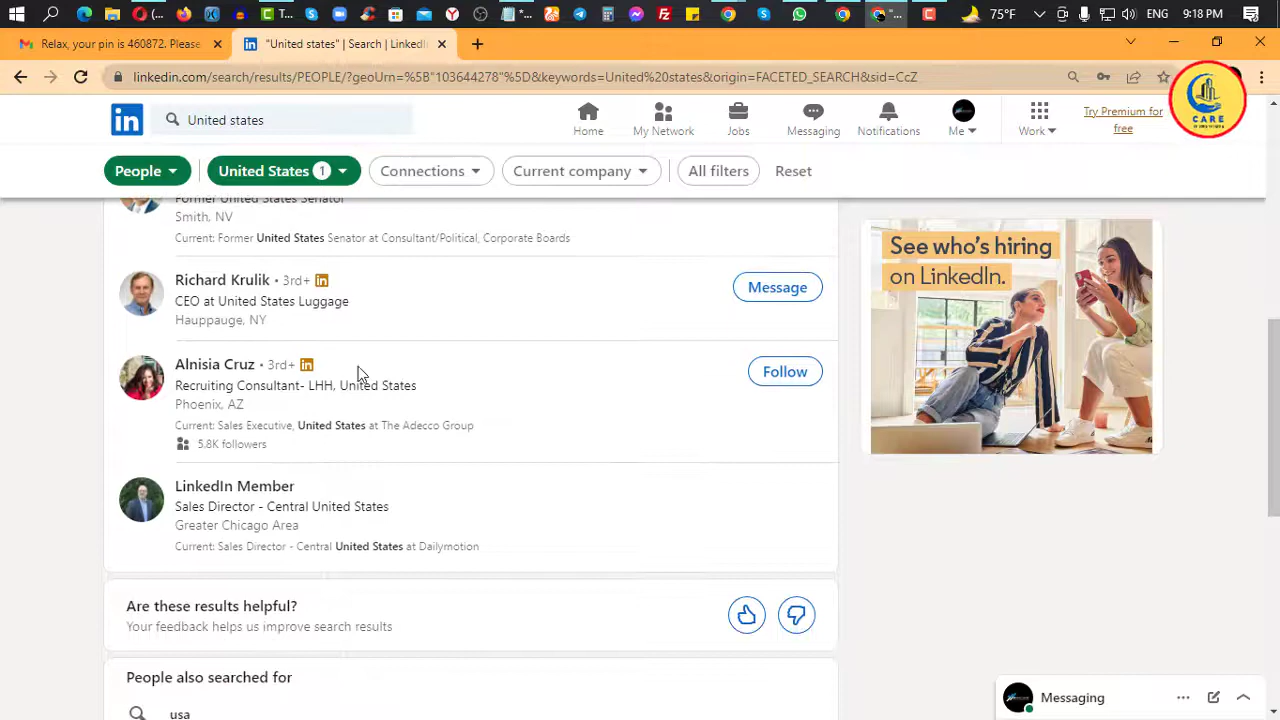 75°F
ENG
9:18 PM
Relax, your pin is 460872. Please
"United states" | Search | LinkedI
linkedin.com/search/results/PEOPLE/?geoUrn=%5B"103644278"%5D&keywords=United%20states&origin=FACETED_SEARCH&sid=CcZ
United states
Home
My Network
Jobs
Messaging
Notifications
Me
Work
Try Premium for
free
CARE
People
United States 1
Connections
Current company
All filters
Reset
Former United States Senator
Smith, NV
Current: Former United States Senator at Consultant/Political, Corporate Boards
Richard Krulik • 3rd+
CEO at United States Luggage
Hauppauge, NY
Message
Alnisia Cruz • 3rd+
Recruiting Consultant- LHH, United States
Phoenix, AZ
Current: Sales Executive, United States at The Adecco Group
5.8K followers
Follow
LinkedIn Member
Sales Director - Central United States
Greater Chicago Area
Current: Sales Director - Central United States at Dailymotion
See who's hiring
on LinkedIn.
Are these results helpful?
Your feedback helps us improve search results
People also searched for
usa
Messaging